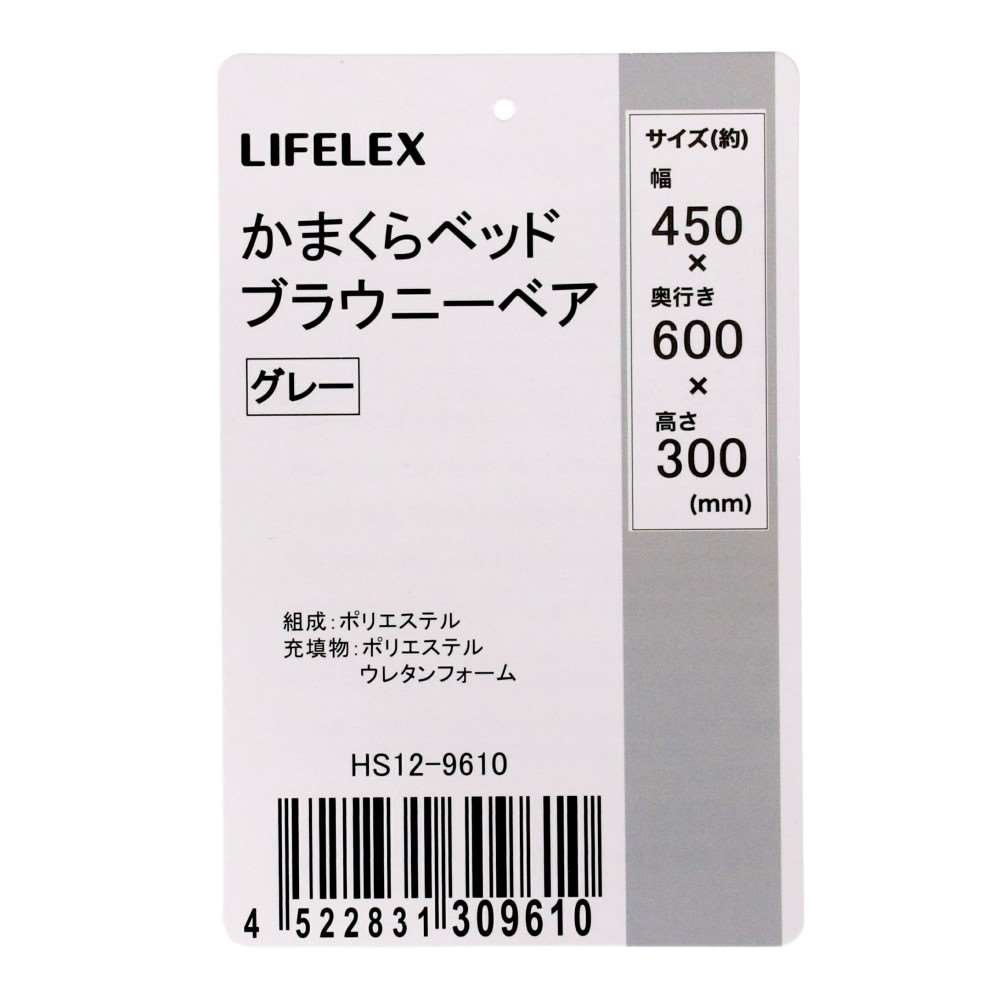 LIFELEX
かまくらベッド
ブラウニーベア
グレー
サイズ(約)
幅
450
×
奥行き
600
×
高さ
300
(mm)
組成:ポリエステル
充填物:ポリエステル
ウレタンフォーム
HS12-9610
4 522831 309610